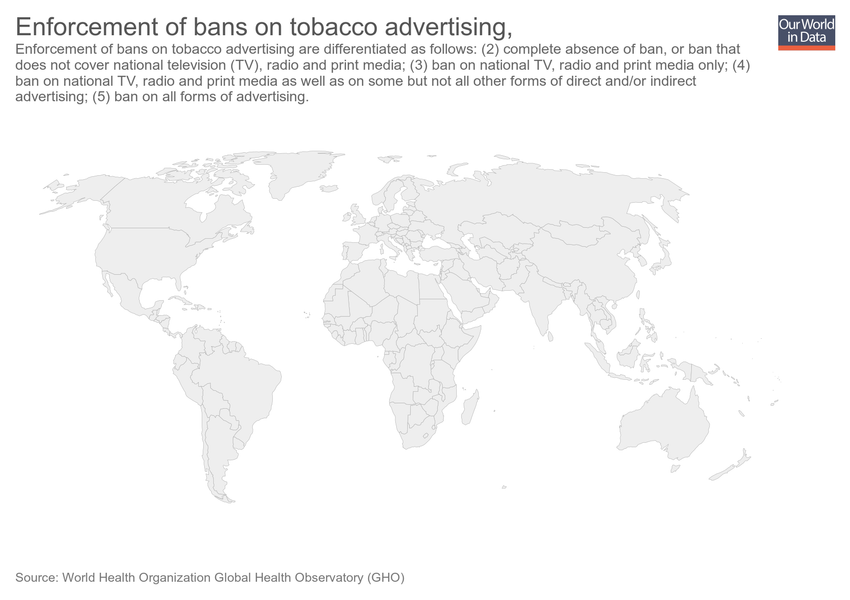 Enforcement of bans on tobacco advertising,
Our World
in Data
Enforcement of bans on tobacco advertising are differentiated as follows: (2) complete absence of ban, or ban that
does not cover national television (TV), radio and print media; (3) ban on national TV, radio and print media only; (4)
ban on national TV, radio and print media as well as on some but not all other forms of direct and/or indirect
advertising; (5) ban on all forms of advertising.
Source: World Health Organization Global Health Observatory (GHO)